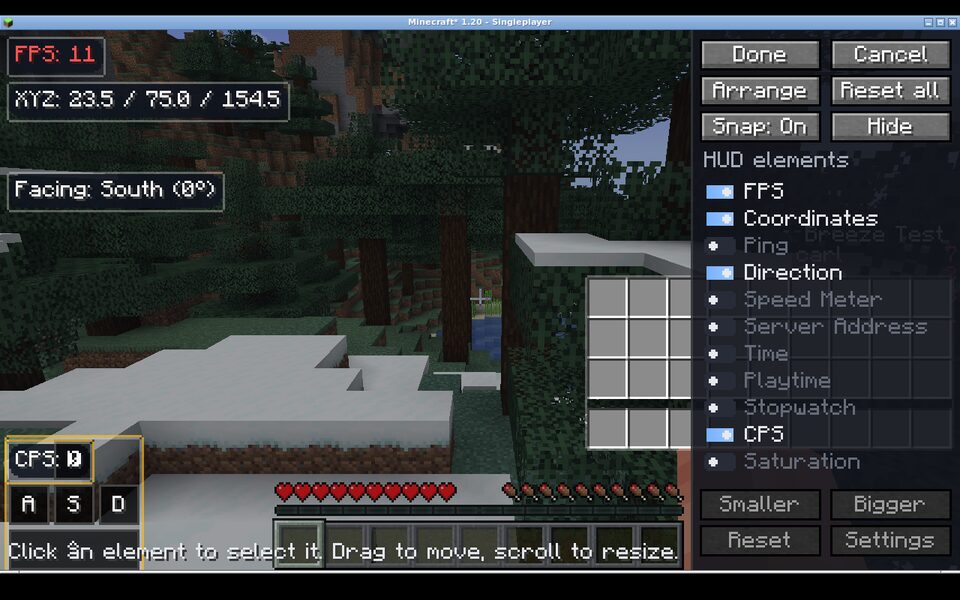 Minecraft* 1.20 - Singleplayer
FPS: 11
XYZ: 23.5 / 75.0 / 154.5
Facing: South (0°)
CPS: 0
A S D
Click an element to select it. Drag to move, scroll to resize.
Done
Cancel
Arrange
Reset all
Snap: On
Hide
HUD elements
FPS
Coordinates
Ping
Breeze Test
Direction
Speed Meter
Server Address
Time
Playtime
Stopwatch
CPS
Saturation
Smaller
Bigger
Reset
Settings